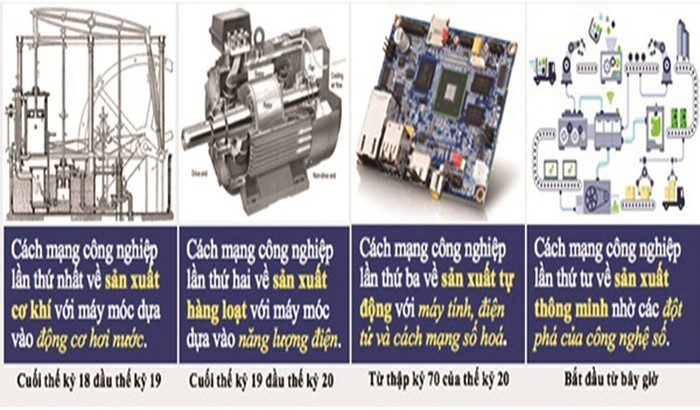 Cách mạng công nghiệp
lần thứ nhất về sản xuất
cơ khí với máy móc dựa
vào động cơ hơi nước.
Cuối thế kỷ 18 đầu thế kỷ 19
Cách mạng công nghiệp
lần thứ hai về sản xuất
hàng loạt với máy móc
dựa vào năng lượng điện.
Cuối thế kỷ 19 đầu thế kỷ 20
Cách mạng công nghiệp
lần thứ ba về sản xuất tự
động với máy tính, điện
tử và cách mạng số hoá.
Từ thập kỷ 70 của thế kỷ 20
Cách mạng công nghiệp
lần thứ tư về sản xuất
thông minh nhờ các đột
phá của công nghệ số.
Bắt đầu từ bây giờ